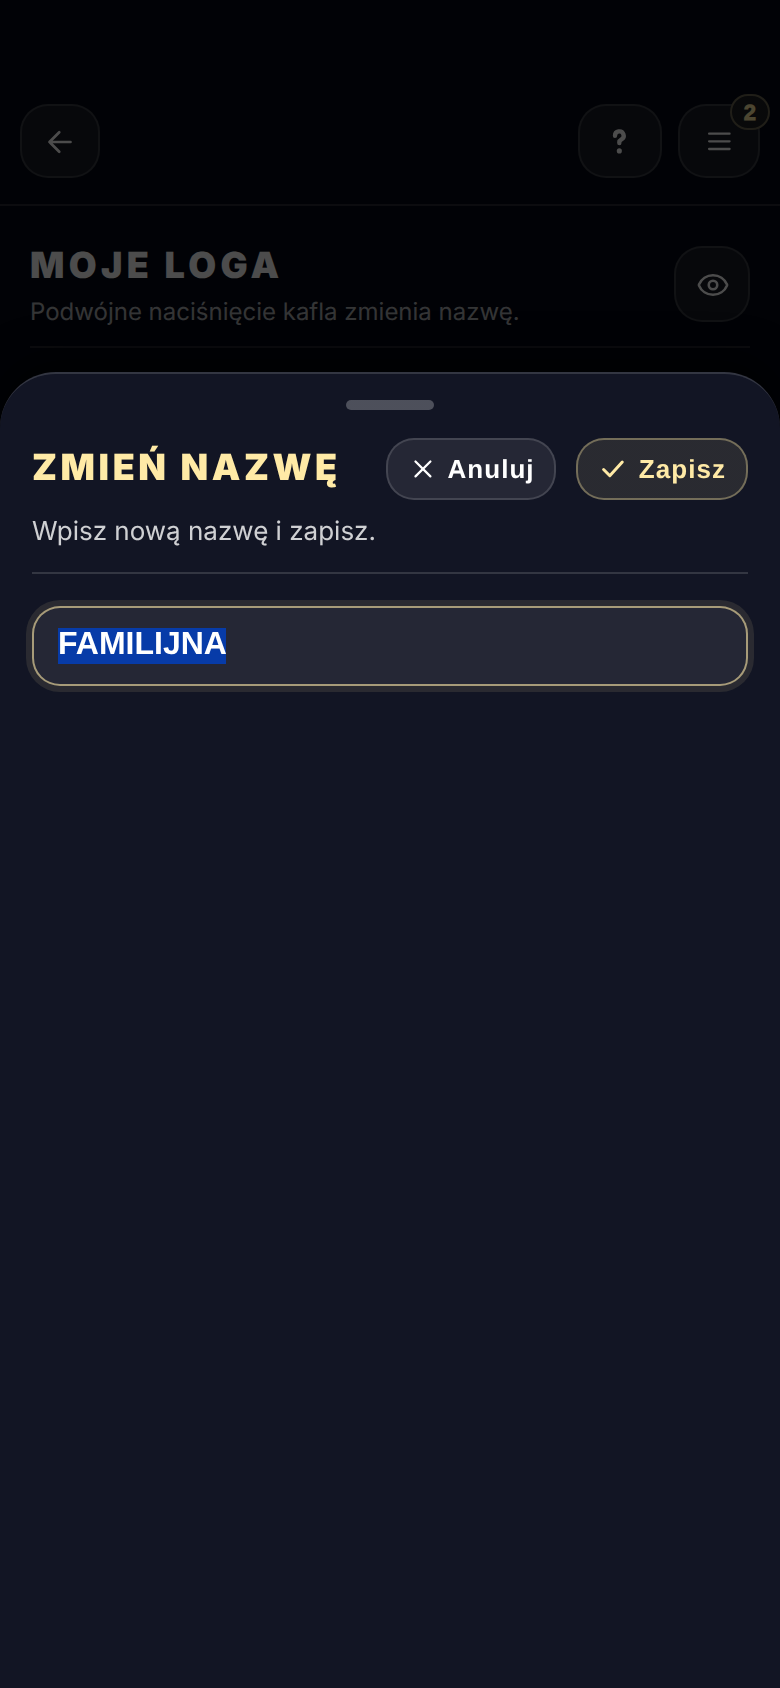 ?
2
MOJE LOGA
Podwójne naciśnięcie kafla zmienia nazwę.
ZMIEŃ NAZWĘ
Anuluj
Zapisz
Wpisz nową nazwę i zapisz.
FAMILIJNA